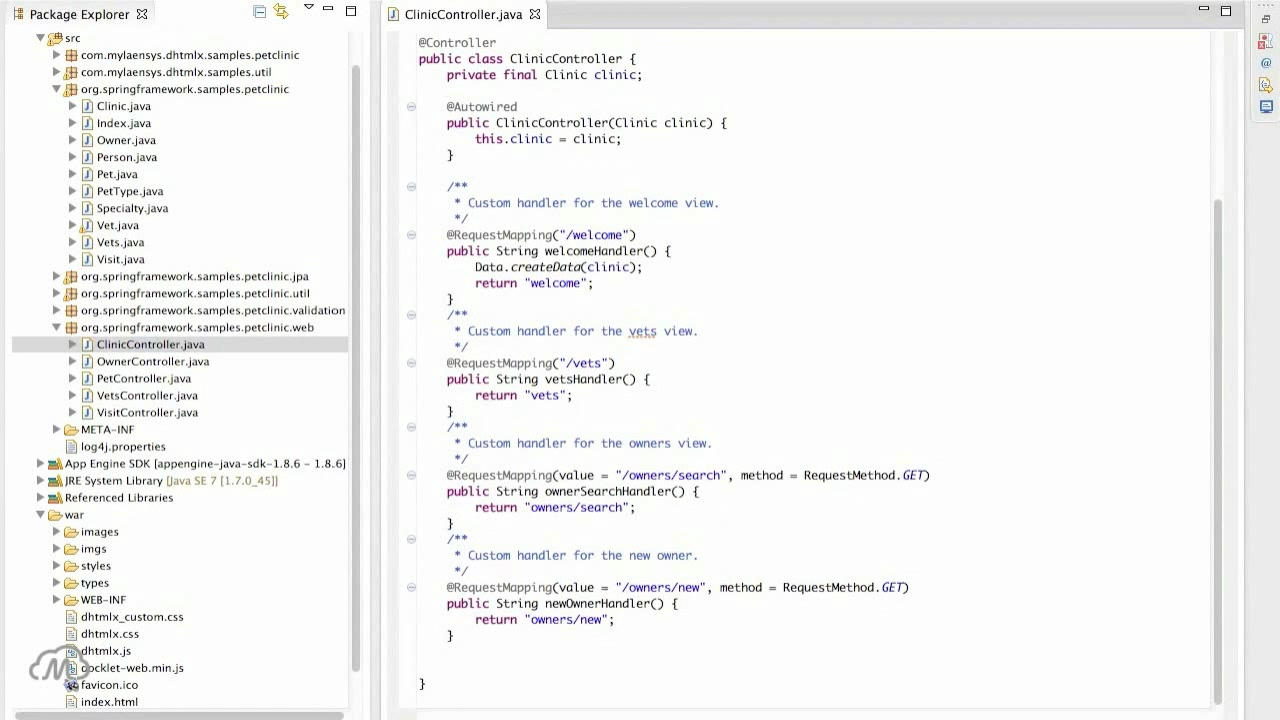 Package Explorer
src
com.mylaensys.dhtmlx.samples.petclinic
com.mylaensys.dhtmlx.samples.util
org.springframework.samples.petclinic
Clinic.java
Index.java
Owner.java
Person.java
Pet.java
PetType.java
Specialty.java
Vet.java
Vets.java
Visit.java
org.springframework.samples.petclinic.jpa
org.springframework.samples.petclinic.util
org.springframework.samples.petclinic.validation
org.springframework.samples.petclinic.web
ClinicController.java
OwnerController.java
PetController.java
VetsController.java
VisitController.java
META-INF
log4j.properties
App Engine SDK [appengine-java-sdk-1.8.6 - 1.8.6]
JRE System Library [Java SE 7 [1.7.0_45]]
Referenced Libraries
war
images
imgs
styles
types
WEB-INF
dhtmlx_custom.css
dhtmlx.css
dhtmlx.js
rocklet-web.min.js
favicon.ico
index.html
ClinicController.java
@Controller
public class ClinicController {
private final Clinic clinic;
@Autowired
public ClinicController(Clinic clinic) {
this.clinic = clinic;
}
/**
* Custom handler for the welcome view.
*/
@RequestMapping("/welcome")
public String welcomeHandler() {
Data.createData(clinic);
return "welcome";
}
/**
* Custom handler for the vets view.
*/
@RequestMapping("/vets")
public String vetsHandler() {
return "vets";
}
/**
* Custom handler for the owners view.
*/
@RequestMapping(value = "/owners/search", method = RequestMethod.GET)
public String ownerSearchHandler() {
return "owners/search";
}
/**
* Custom handler for the new owner.
*/
@RequestMapping(value = "/owners/new", method = RequestMethod.GET)
public String newOwnerHandler() {
return "owners/new";
}
}